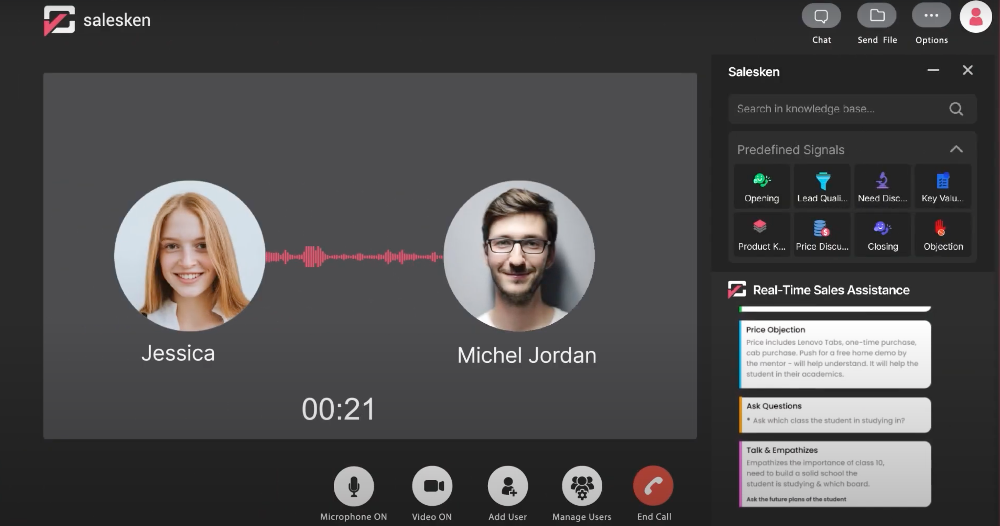 salesken
Chat
Send File
Options
Salesken
Search in knowledge base...
Predefined Signals
Opening
Lead Quali...
Need Disc...
Key Valu...
Product K...
Price Discu...
Closing
Objection
Jessica
Michel Jordan
00:21
Real-Time Sales Assistance
Price Objection
Price includes Lenovo Tabs, one-time purchase,
cab purchase. Push for a free home demo by
the mentor - will help understand. It will help the
student in their academics.
Ask Questions
• Ask which class the student in studying in?
Talk & Empathizes
Empathizes the importance of class 10,
need to build a solid school the
student is studying & which board.
Ask the future plans of the student
Microphone ON
Video ON
Add User
Manage Users
End Call